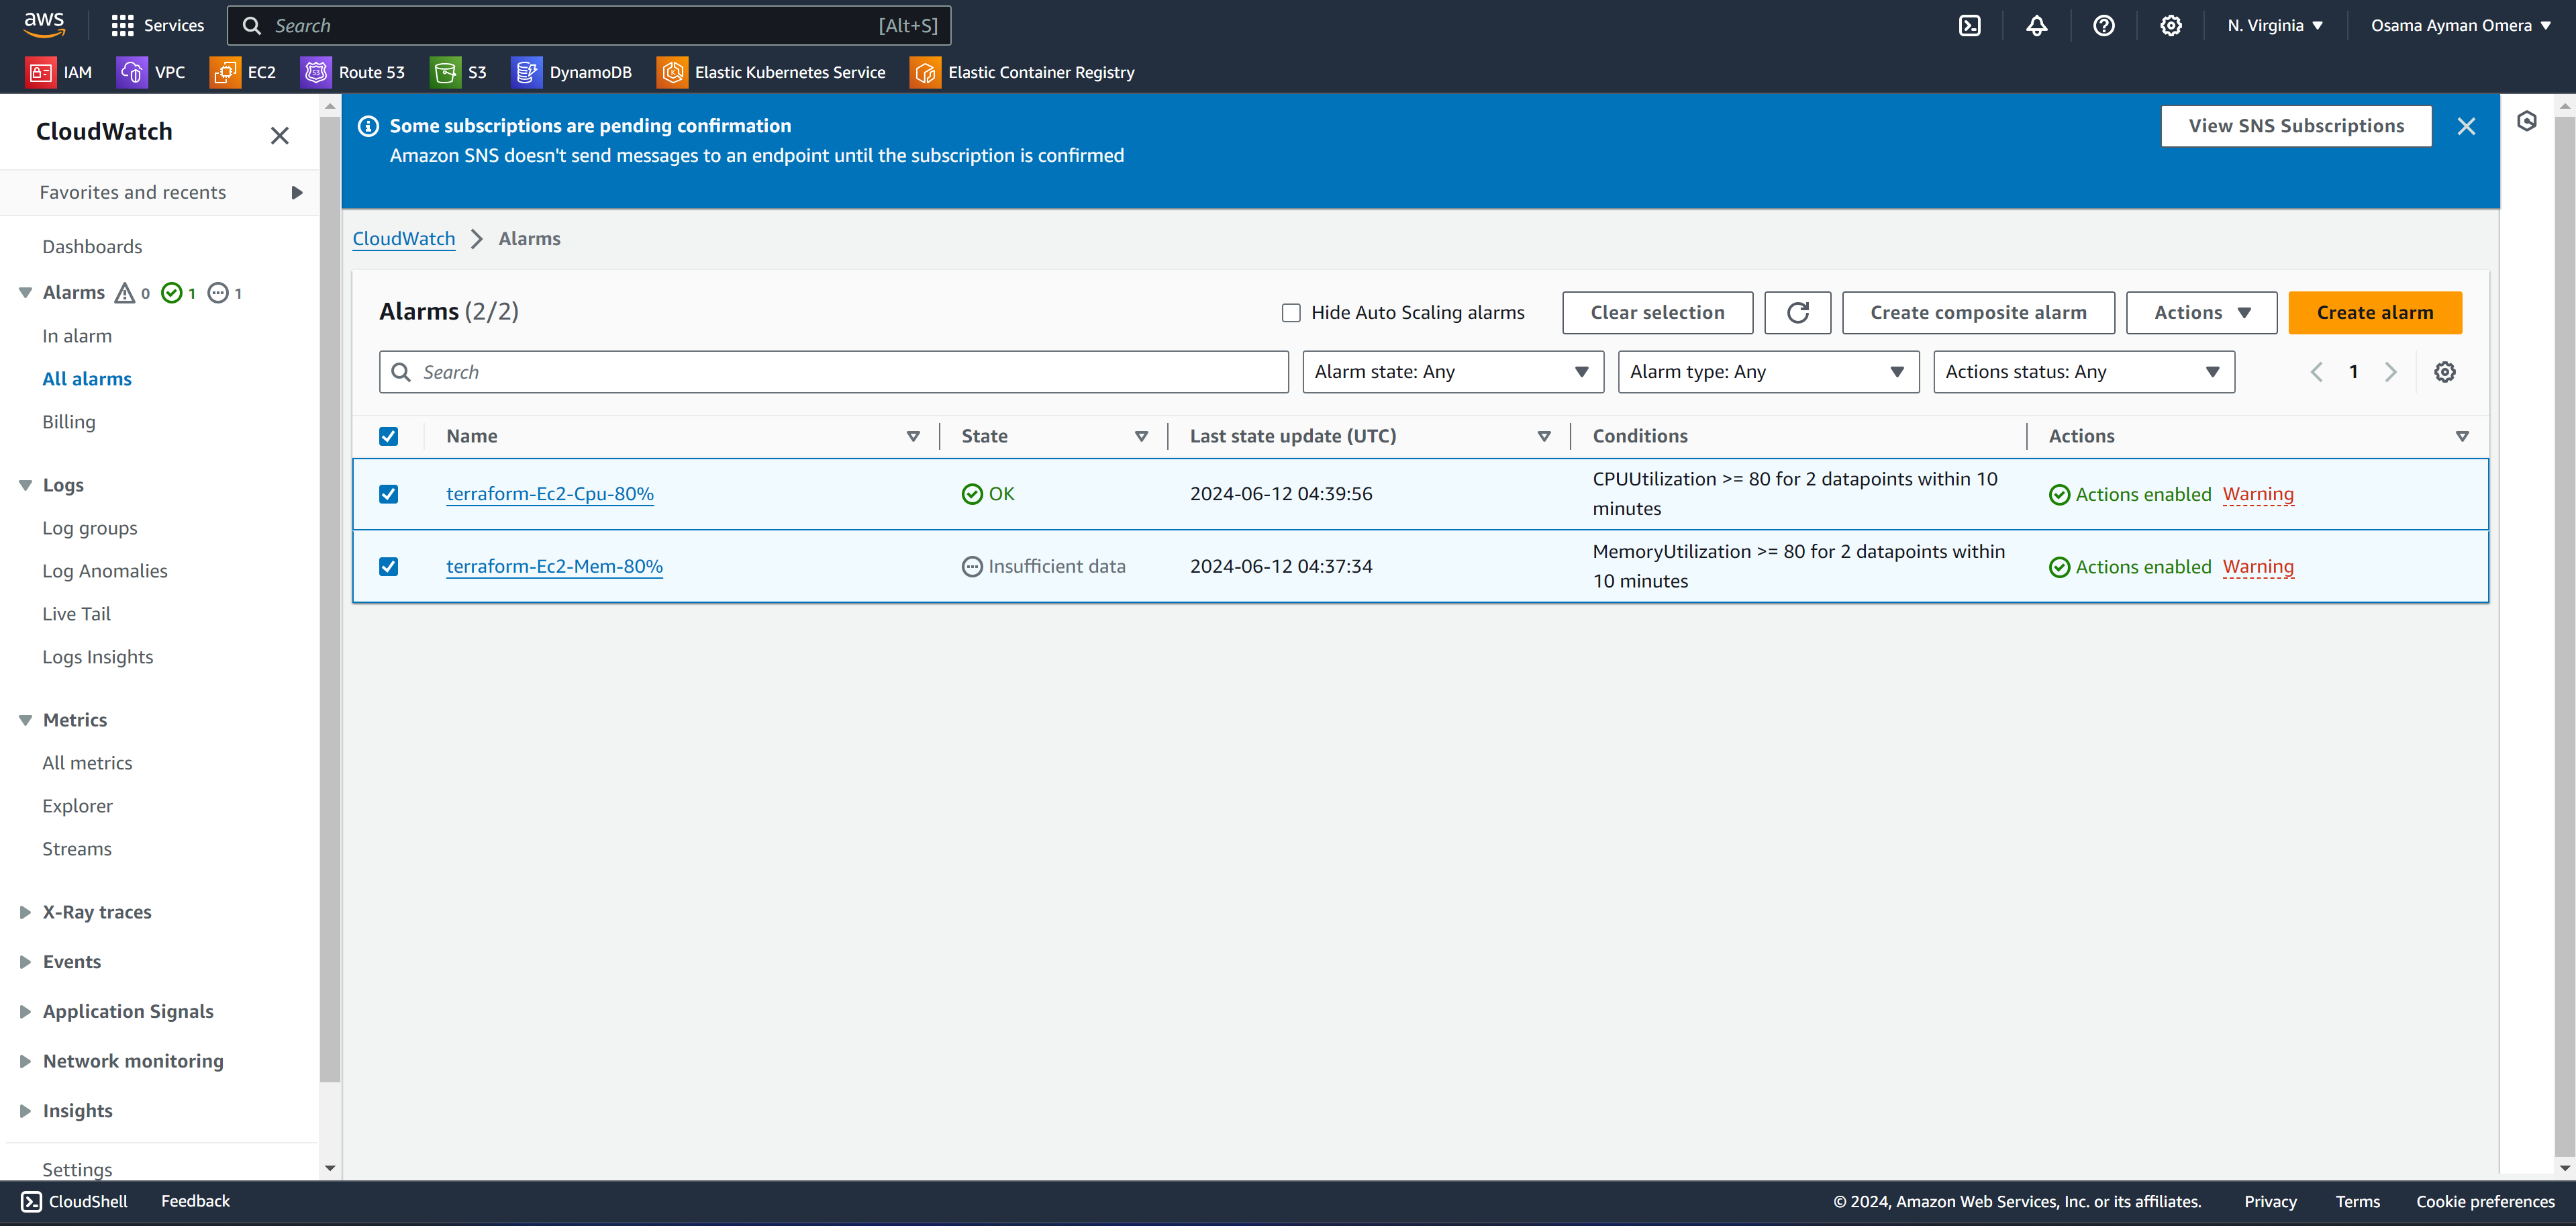 aws
Services
Search
[Alt+S]
N. Virginia
Osama Ayman Omera
IAM
VPC
EC2
Route 53
S3
DynamoDB
Elastic Kubernetes Service
Elastic Container Registry
CloudWatch
Favorites and recents
Dashboards
Alarms 0 1 1
In alarm
All alarms
Billing
Logs
Log groups
Log Anomalies
Live Tail
Logs Insights
Metrics
All metrics
Explorer
Streams
X-Ray traces
Events
Application Signals
Network monitoring
Insights
Settings
Some subscriptions are pending confirmation
Amazon SNS doesn't send messages to an endpoint until the subscription is confirmed
View SNS Subscriptions
CloudWatch
Alarms
Alarms (2/2)
Hide Auto Scaling alarms
Clear selection
Create composite alarm
Actions
Create alarm
Search
Alarm state: Any
Alarm type: Any
Actions status: Any
1
Name
State
Last state update (UTC)
Conditions
Actions
terraform-Ec2-Cpu-80%
OK
2024-06-12 04:39:56
CPUUtilization >= 80 for 2 datapoints within 10
minutes
Actions enabled
Warning
terraform-Ec2-Mem-80%
Insufficient data
2024-06-12 04:37:34
MemoryUtilization >= 80 for 2 datapoints within
10 minutes
Actions enabled
Warning
CloudShell
Feedback
© 2024, Amazon Web Services, Inc. or its affiliates.
Privacy
Terms
Cookie preferences